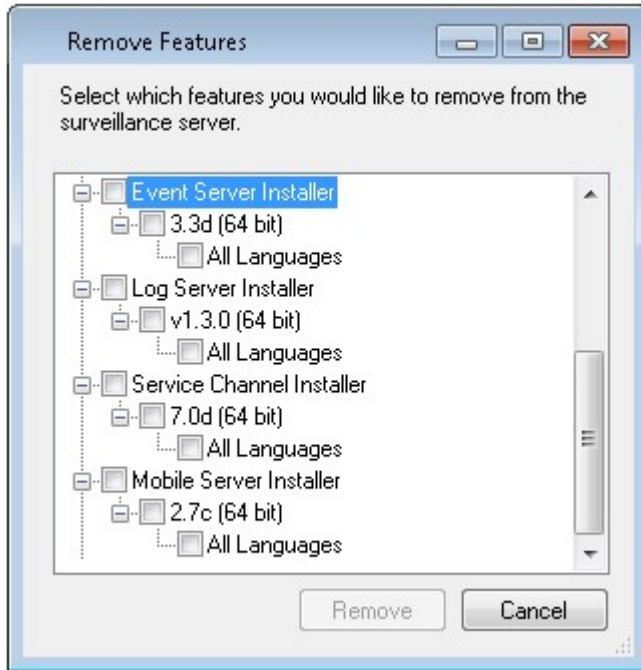 Remove Features
Select which features you would like to remove from the
surveillance server.
Event Server Installer
3.3d (64 bit)
All Languages
Log Server Installer
v1.3.0 (64 bit)
All Languages
Service Channel Installer
7.0d (64 bit)
All Languages
Mobile Server Installer
2.7c (64 bit)
All Languages
Remove Cancel